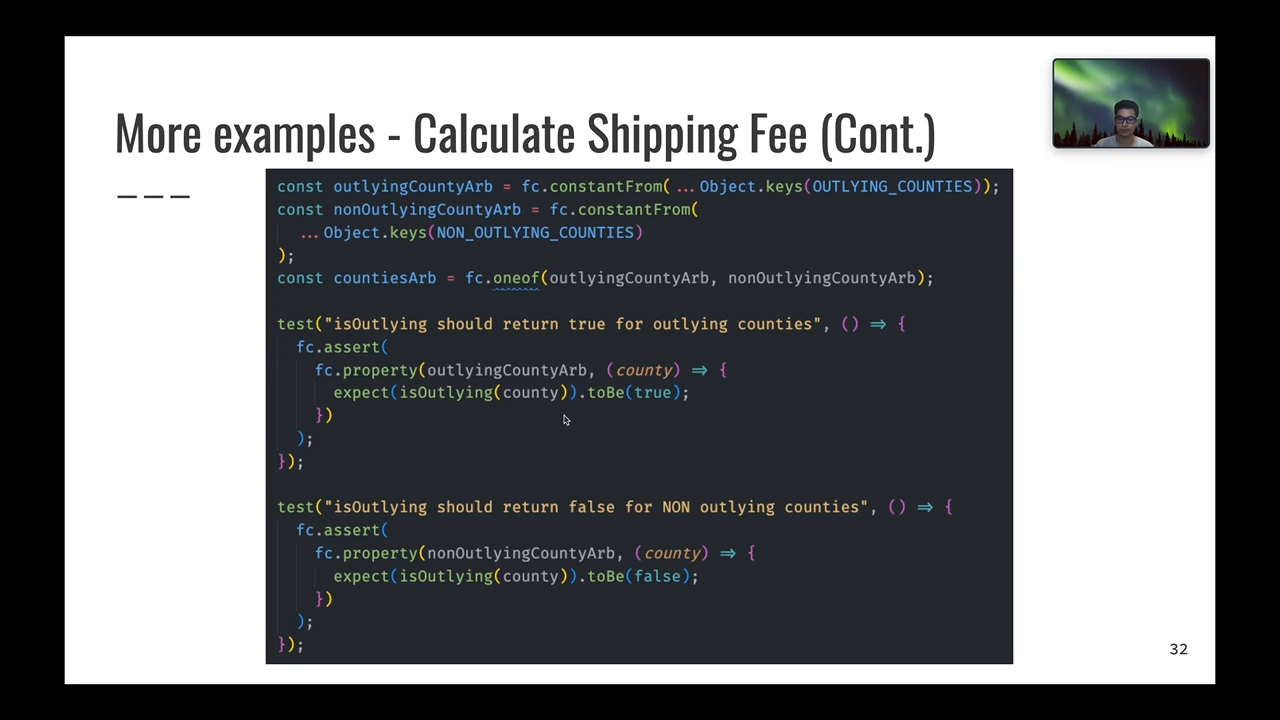 More examples - Calculate Shipping Fee (Cont.)
const outlyingCountyArb = fc.constantFrom(...Object.keys(OUTLYING_COUNTIES));
const nonOutlyingCountyArb = fc.constantFrom(
...Object.keys(NON_OUTLYING_COUNTIES)
);
const countiesArb = fc.oneof(outlyingCountyArb, nonOutlyingCountyArb);
test("isOutlying should return true for outlying counties", () => {
fc.assert(
fc.property(outlyingCountyArb, (county) => {
expect(isOutlying(county)).toBe(true);
})
);
});
test("isOutlying should return false for NON outlying counties", () => {
fc.assert(
fc.property(nonOutlyingCountyArb, (county) => {
expect(isOutlying(county)).toBe(false);
})
);
});
32